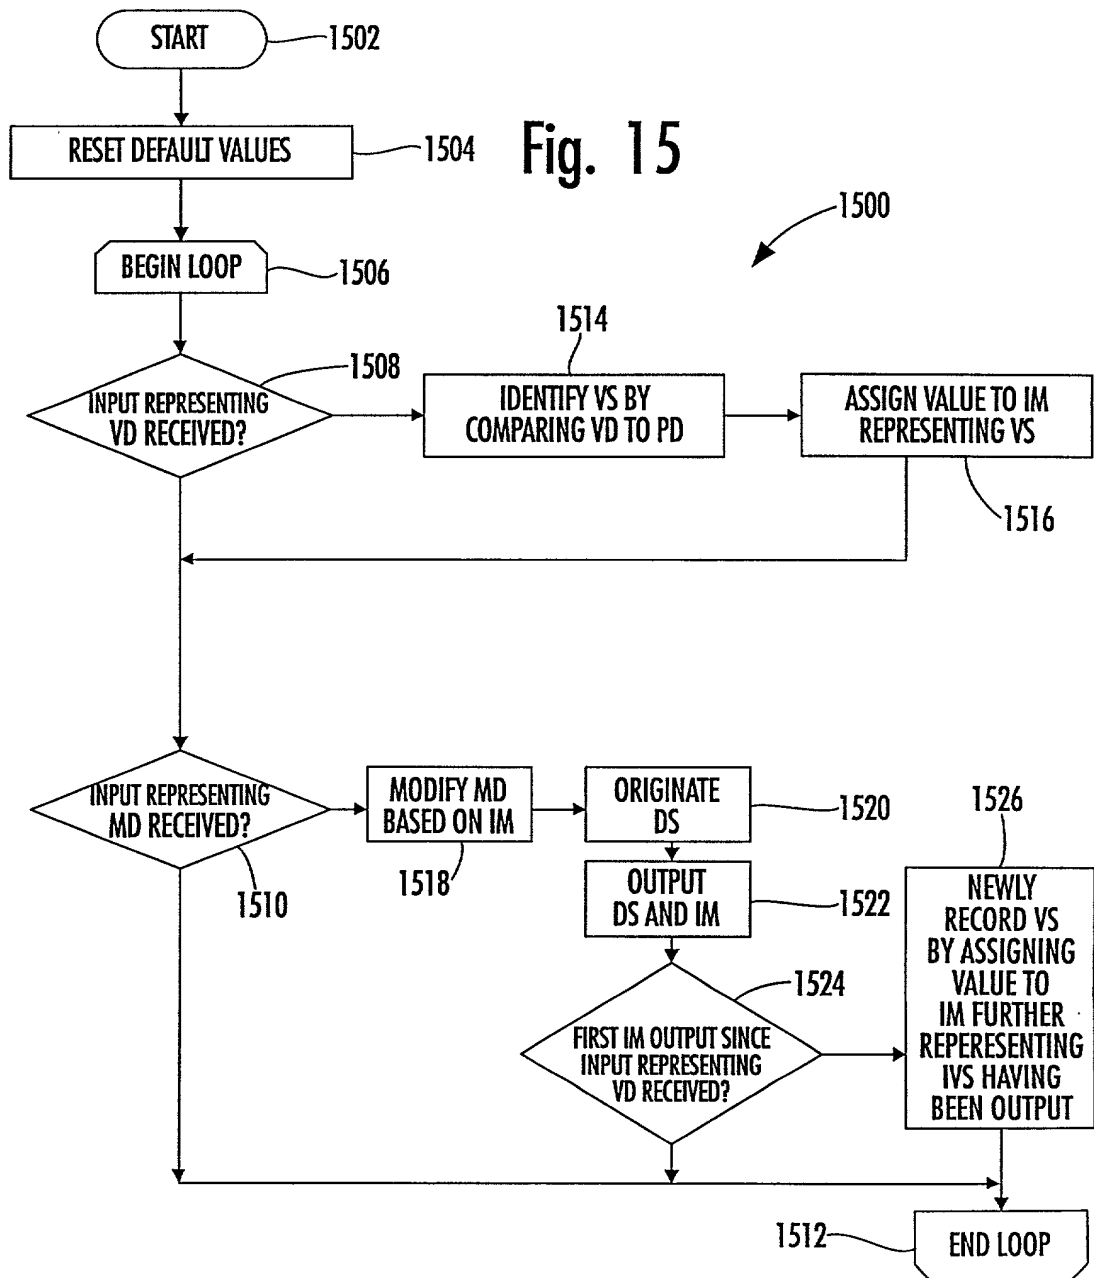 START
1502
RESET DEFAULT VALUES
1504
Fig. 15
1500
BEGIN LOOP
1506
1514
1508
INPUT REPRESENTING
VD RECEIVED?
IDENTIFY VS BY
COMPARING VD TO PD
ASSIGN VALUE TO IM
REPRESENTING VS
1516
INPUT REPRESENTING
MD RECEIVED?
1510
MODIFY MD
BASED ON IM
1518
ORIGINATE
DS
1520
OUTPUT
DS AND IM
1522
1524
FIRST IM OUTPUT SINCE
INPUT REPRESENTING
VD RECEIVED?
1526
NEWLY
RECORD VS
BY ASSIGNING
VALUE TO
IM FURTHER
REPERESENTING
IVS HAVING
BEEN OUTPUT
1512
END LOOP